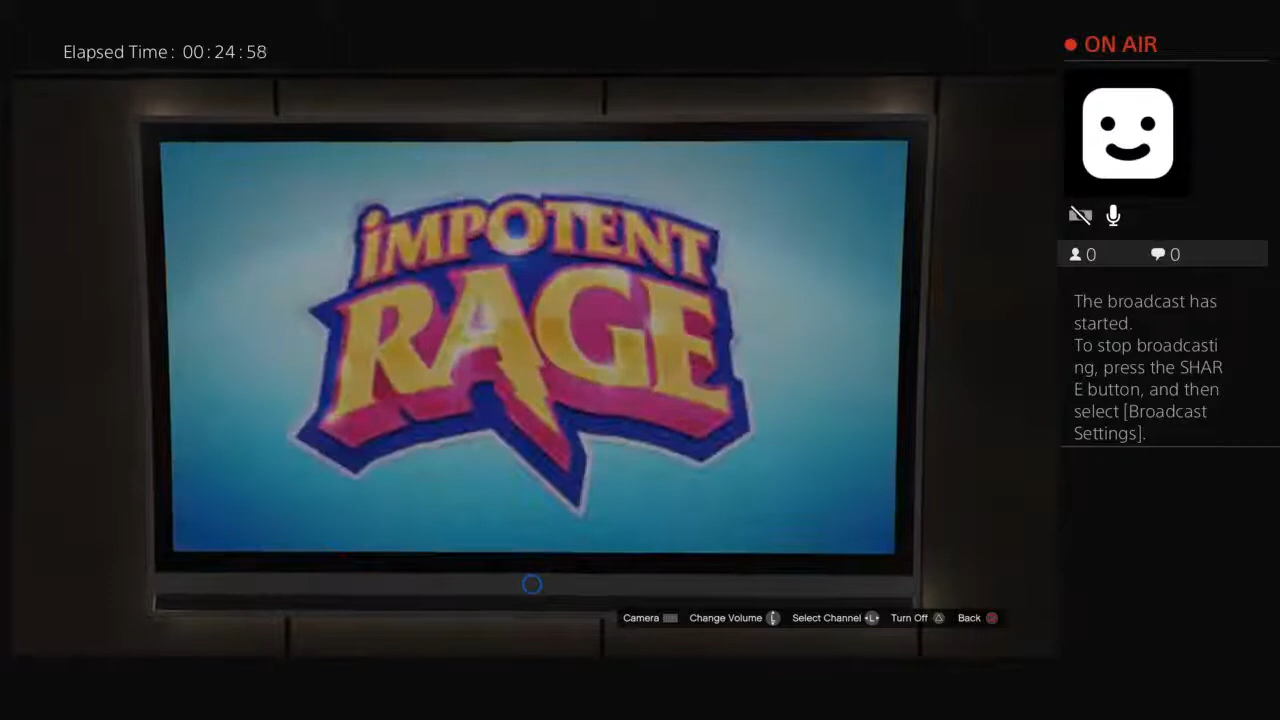 Elapsed Time: 00:24:58
ON AIR
iMPOTENT
RAGE
0
0
The broadcast has
started.
To stop broadcasti
ng, press the SHAR
E button, and then
select [Broadcast
Settings].
Camera Change Volume L Select Channel L Turn Off Back